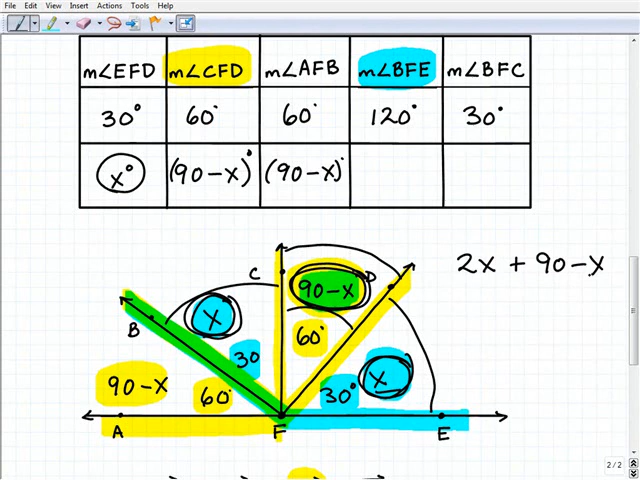 File Edit View Insert Actions Tools Help
m∠EFD m∠CFD m∠AFB m∠BFE m∠BFC
30° 60° 60° 120° 30°
x° (90-x)° (90-x)°
2x + 90-x
C 90-x D
B x
60°
30 x
90-x 60° 30°
A F E
2 / 2